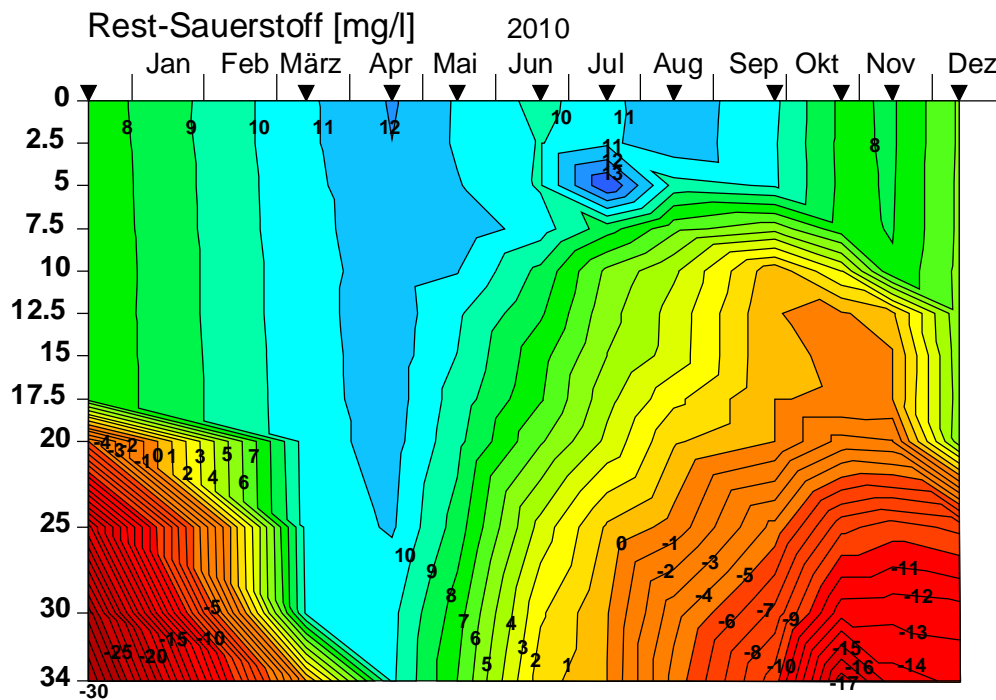 Rest-Sauerstoff [mg/l] 2010
Jan Feb März Apr Mai Jun Jul Aug Sep Okt Nov Dez
0
8 9 10 11 12 10 11
2.5
11 8
12
5
13
7.5
10
12.5
15
17.5
20
-4 -3 -2 -1 0 1 2 3 4 5 6 7
25
10 9 0 -1 -2 -3 -5 -11
9 -4 -12
30
-5 7 4 -6 -7 -9
-15 -10 6 3 -13
-25 -20 5 2 1 -8 -10 -15 -16 -14
34
-30 -17